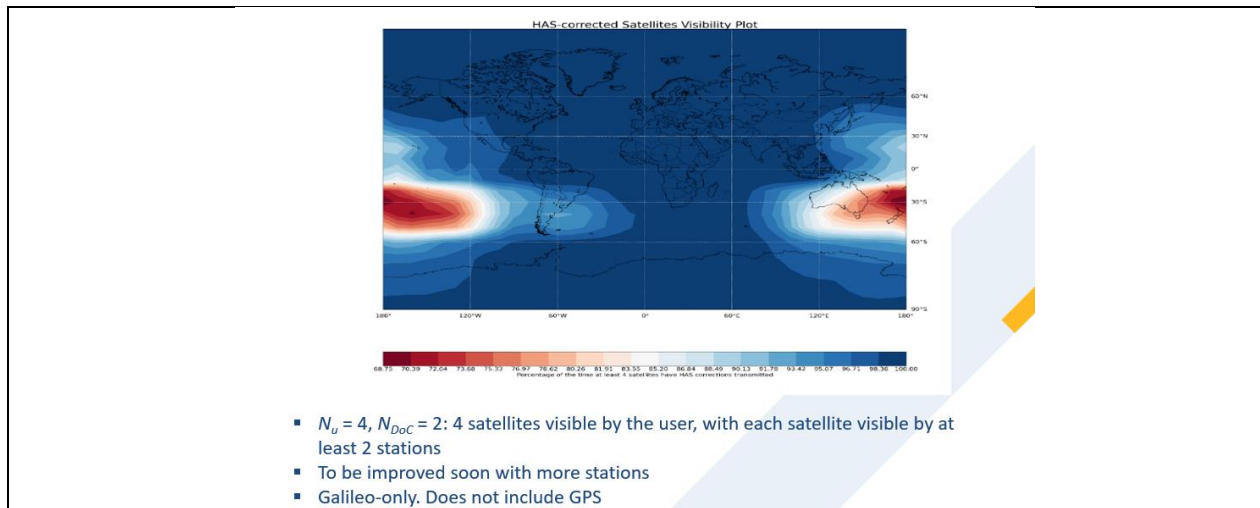 HAS-corrected Satellites Visibility Plot
60°N
30°N
0°
30°S
60°S
90°S
180° 120°W 60°W 0° 60°E 120°E 180°
68.75 70.39 72.04 73.68 75.33 76.97 78.62 80.26 81.91 83.55 85.20 86.84 88.49 90.13 91.78 93.42 95.07 96.71 98.36 100.00
Percentage of the time at least 4 satellites have HAS corrections transmitted
▪ Nu = 4, NDoC = 2: 4 satellites visible by the user, with each satellite visible by at
least 2 stations
▪ To be improved soon with more stations
▪ Galileo-only. Does not include GPS